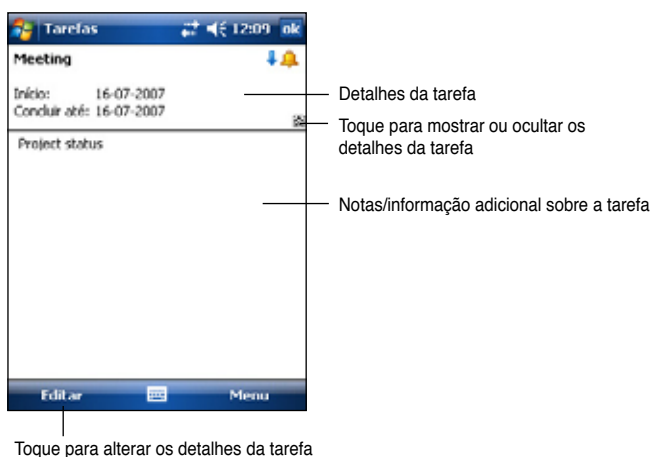 Tarefas 12:09 ok
Meeting
Início: 16-07-2007
Concluir até: 16-07-2007
Project status
Editar Menu
Detalhes da tarefa
Toque para mostrar ou ocultar os
detalhes da tarefa
Notas/informação adicional sobre a tarefa
Toque para alterar os detalhes da tarefa